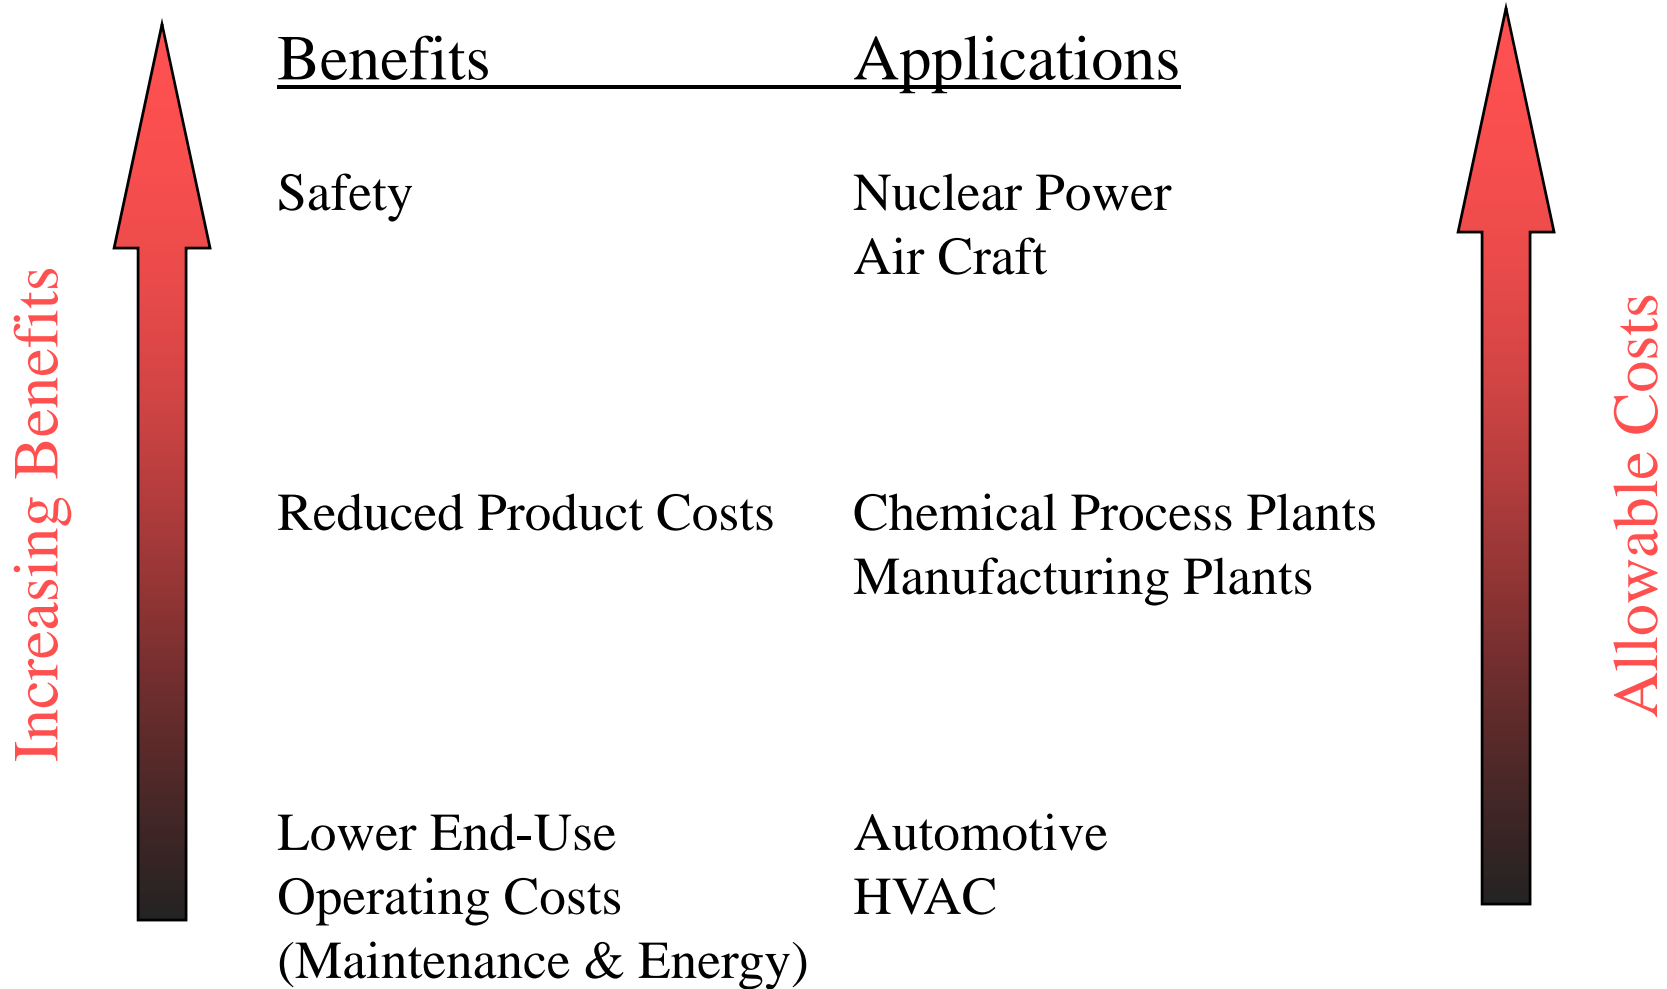 Benefits Applications
Safety Nuclear Power
Air Craft
Reduced Product Costs Chemical Process Plants
Manufacturing Plants
Lower End-Use Automotive
Operating Costs HVAC
(Maintenance & Energy)
Increasing Benefits
Allowable Costs